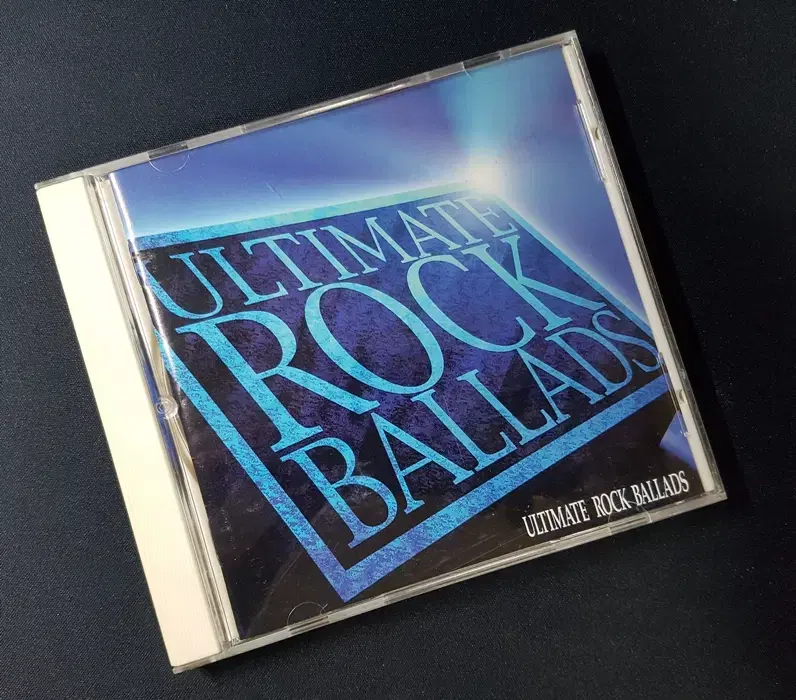 ULTIMATE
ROCK
BALLADS
ULTIMATE ROCK BALLADS